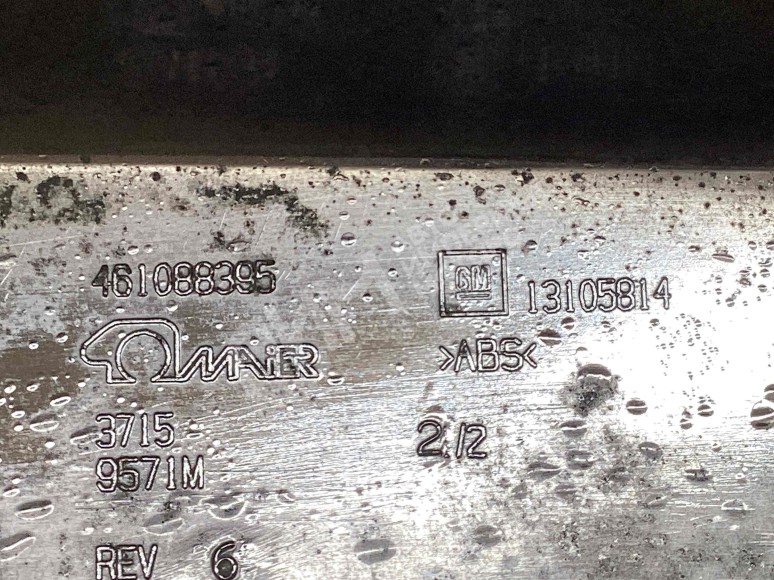 461088395
GM 13105814
MAIER
>ABS<
3715
2/2
9571M
REV 6